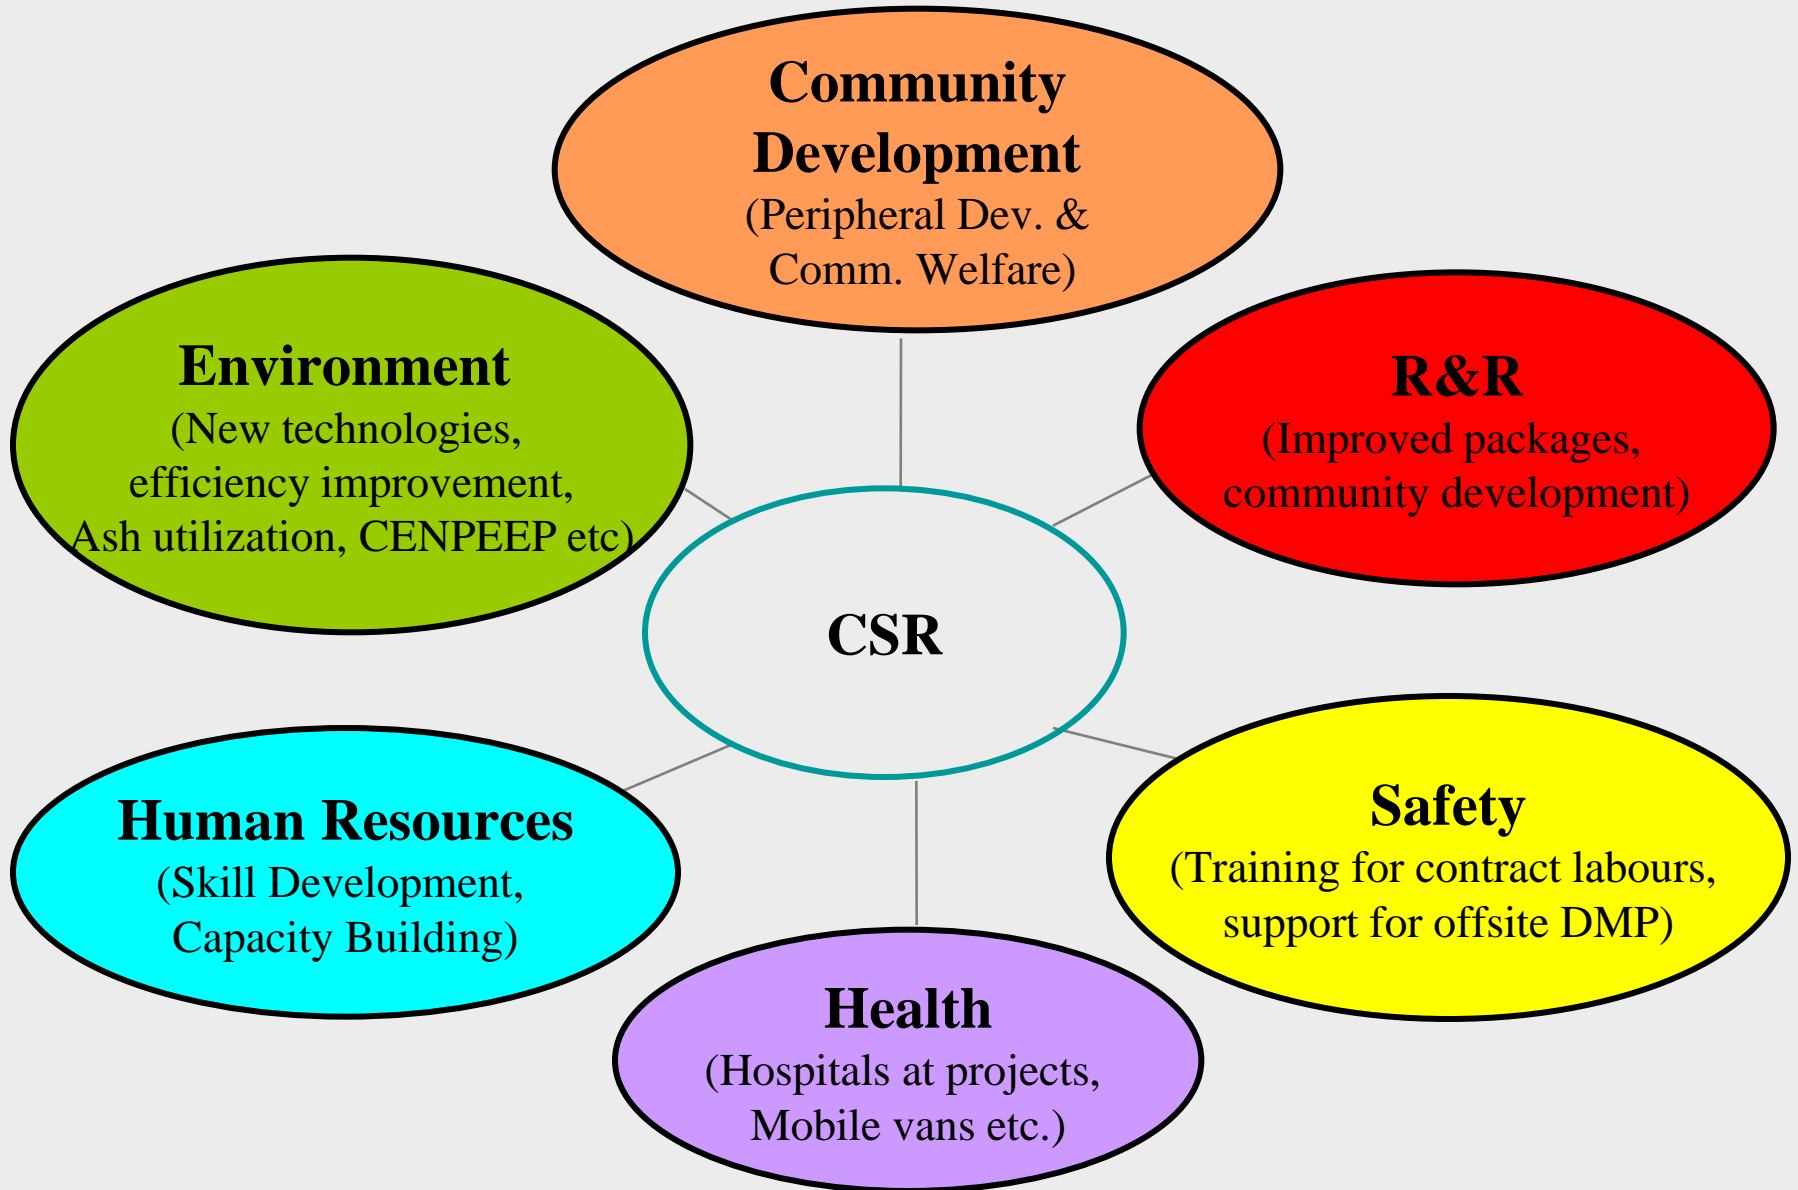 Community
Development
(Peripheral Dev. &
Comm. Welfare)
Environment
(New technologies,
efficiency improvement,
Ash utilization, CENPEEP etc)
R&R
(Improved packages,
community development)
CSR
Human Resources
(Skill Development,
Capacity Building)
Safety
(Training for contract labours,
support for offsite DMP)
Health
(Hospitals at projects,
Mobile vans etc.)